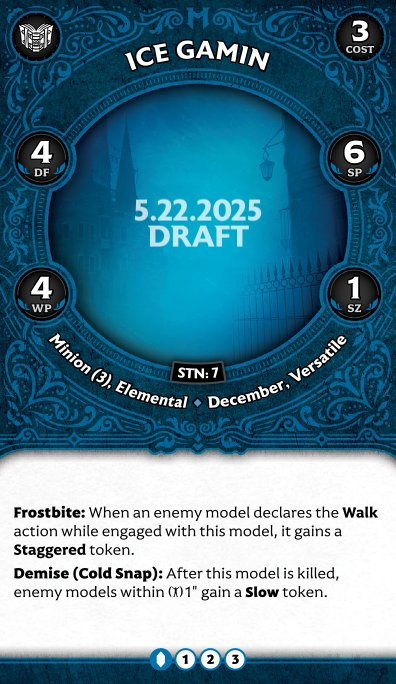 ICE GAMIN
3
COST
4
DF
6
SP
5.22.2025
DRAFT
4
WP
1
SZ
STN: 7
Minion (3), Elemental ◆ December, Versatile
Frostbite: When an enemy model declares the Walk
action while engaged with this model, it gains a
Staggered token.
Demise (Cold Snap): After this model is killed,
enemy models within 1" gain a Slow token.
1 2 3